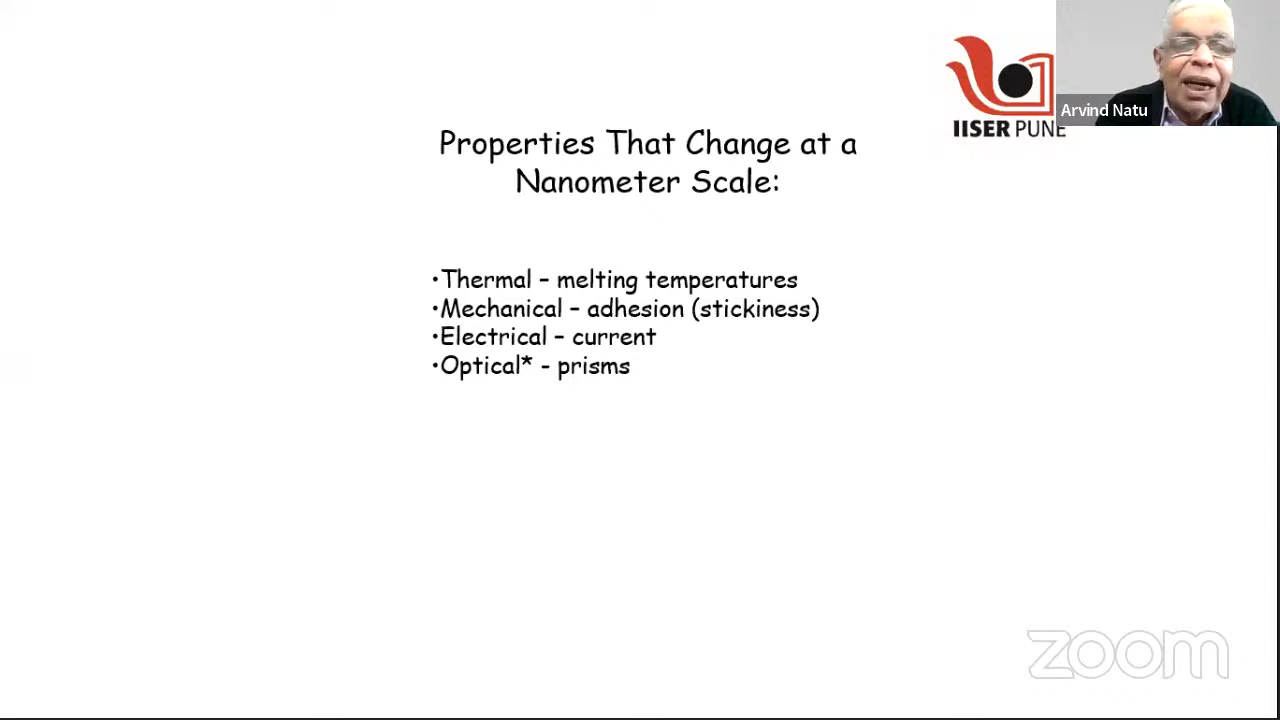 IISER PUNE
Arvind Natu
Properties That Change at a
Nanometer Scale:
•Thermal – melting temperatures
•Mechanical – adhesion (stickiness)
•Electrical – current
•Optical* - prisms
zoom